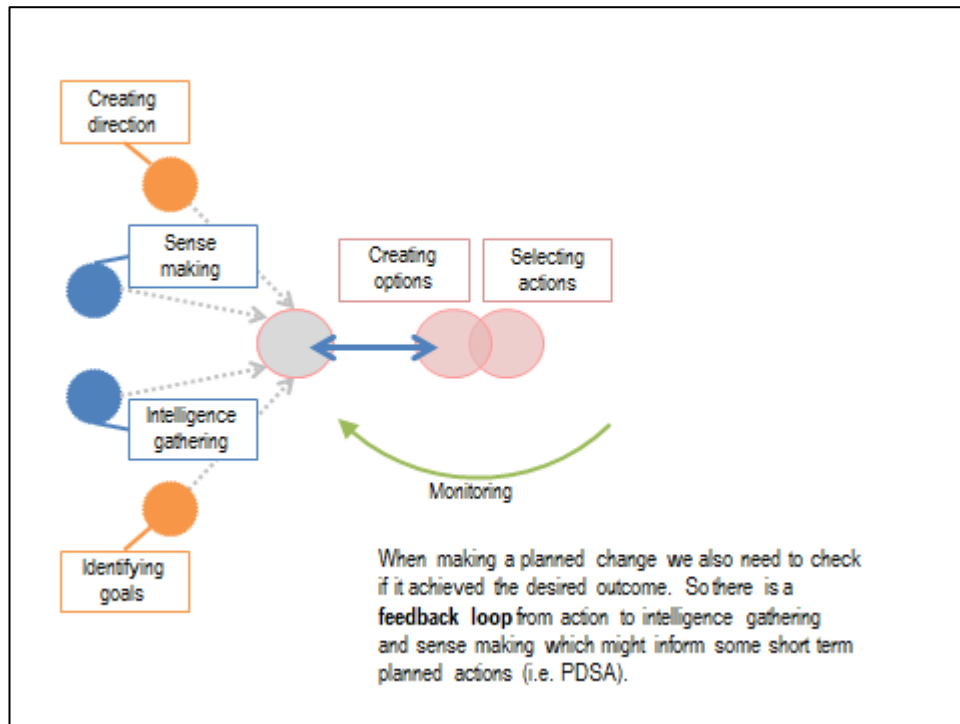 Creating
direction
Sense
making
Creating
options
Selecting
actions
Intelligence
gathering
Monitoring
Identifying
goals
When making a planned change we also need to check
if it achieved the desired outcome. So there is a
feedback loop from action to intelligence gathering
and sense making which might inform some short term
planned actions (i.e. PDSA).